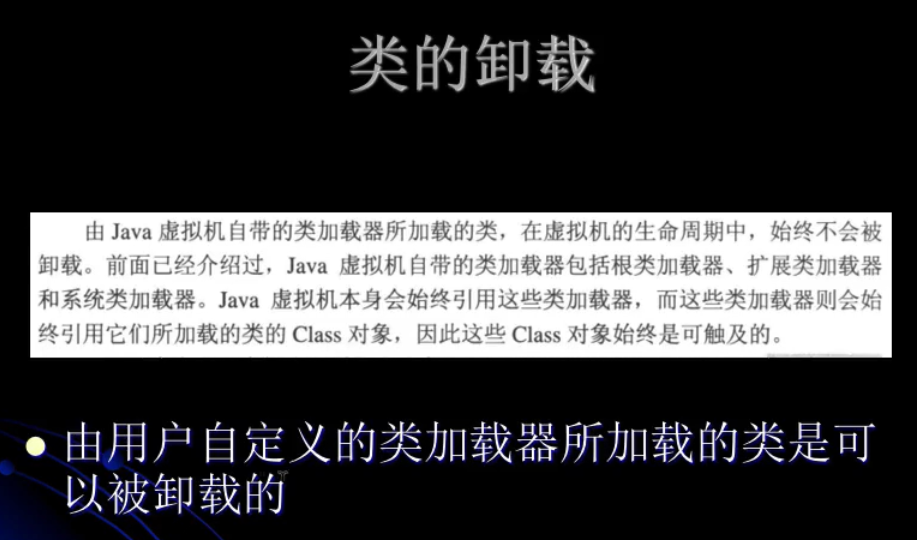 类的卸载
由 Java 虚拟机自带的类加载器所加载的类，在虚拟机的生命周期中，始终不会被
卸载。前面已经介绍过，Java 虚拟机自带的类加载器包括根类加载器、扩展类加载器
和系统类加载器。Java 虚拟机本身会始终引用这些类加载器，而这些类加载器则会始
终引用它们所加载的类的 Class 对象，因此这些 Class 对象始终是可触及的。
由用户自定义的类加载器所加载的类是可
以被卸载的